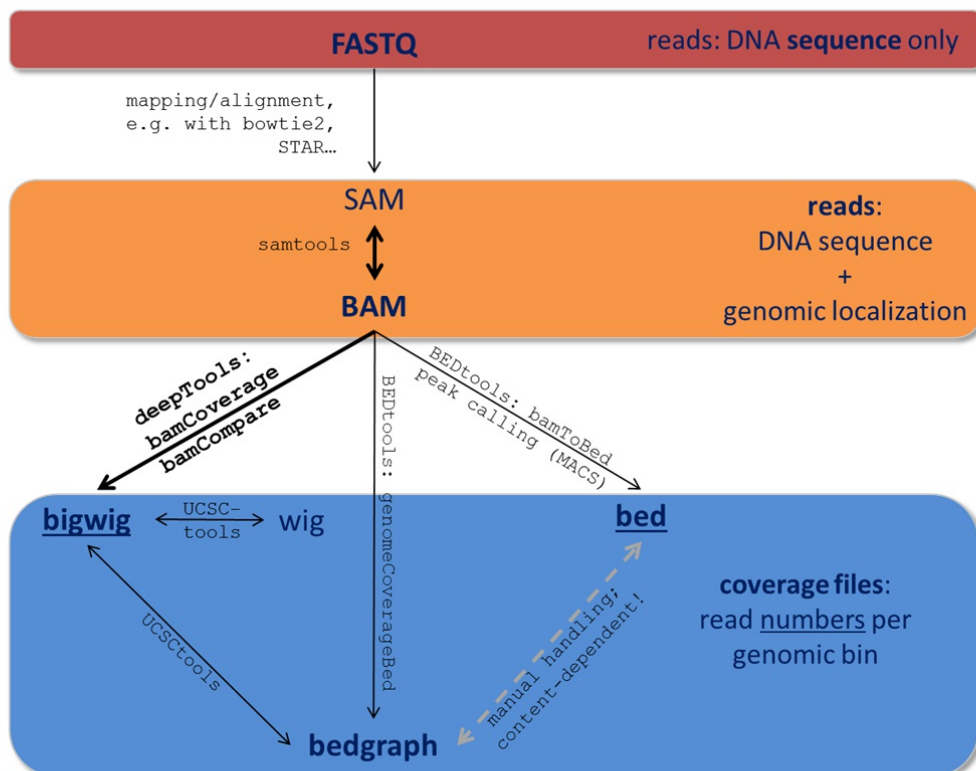 FASTQ
reads: DNA sequence only
mapping/alignment,
e.g. with bowtie2,
STAR…
SAM
samtools
BAM
reads:
DNA sequence
+
genomic localization
deepTools:
bamCoverage
bamCompare
BEDtools: genomeCoverageBed
BEDtools: bamToBed
peak calling (MACS)
bigwig
UCSC-
tools
wig
bed
UCSCtools
manual handling;
content-dependent!
coverage files:
read numbers per
genomic bin
bedgraph